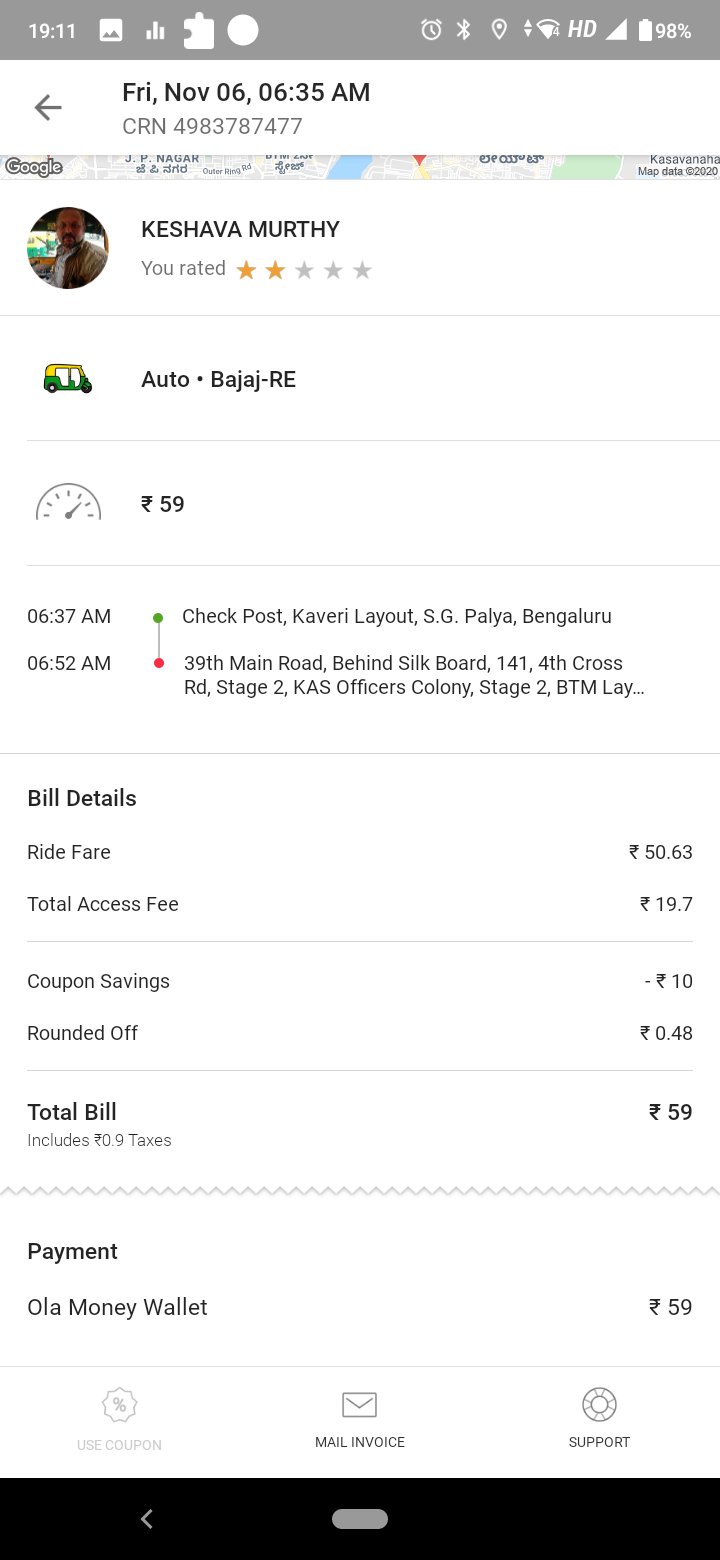 19:11
4 HD 98%
Fri, Nov 06, 06:35 AM
CRN 4983787477
J. P. NAGAR
ಜೆ ಪಿ ನಗರ
Outer Ring Rd
BTM 2ನೇ
ಸ್ಟೇಜ್
ಲೇಯೌಟ್
Kasavanaha
Google
Map data ©2020
KESHAVA MURTHY
You rated
Auto • Bajaj-RE
₹ 59
06:37 AM Check Post, Kaveri Layout, S.G. Palya, Bengaluru
06:52 AM 39th Main Road, Behind Silk Board, 141, 4th Cross
Rd, Stage 2, KAS Officers Colony, Stage 2, BTM Lay...
Bill Details
Ride Fare ₹ 50.63
Total Access Fee ₹ 19.7
Coupon Savings - ₹ 10
Rounded Off ₹ 0.48
Total Bill ₹ 59
Includes ₹0.9 Taxes
Payment
Ola Money Wallet ₹ 59
%
USE COUPON MAIL INVOICE SUPPORT